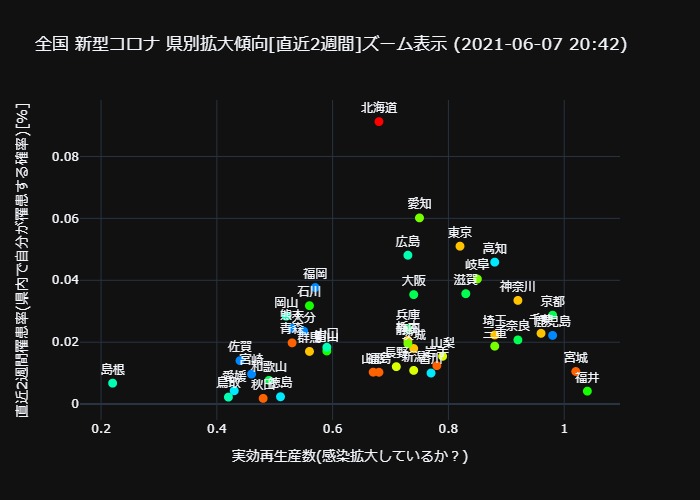 全国 新型コロナ 県別拡大傾向[直近2週間]ズーム表示 (2021-06-07 20:42)
直近2週間罹患率(県内で自分が罹患する確率)[%]
北海道
0.08
愛知
0.06
東京
広島
高知
岐阜
福岡
大阪
滋賀
0.04
石川
神奈川
岡山
京都
兵庫
大分
埼玉
鹿児島
奈良
三重
0.02
佐賀
山梨
長野
宮崎
宮城
島根
和歌山
愛媛
鳥取
秋田
徳島
福井
0
0.2
0.4
0.6
0.8
1
実効再生産数(感染拡大しているか？)